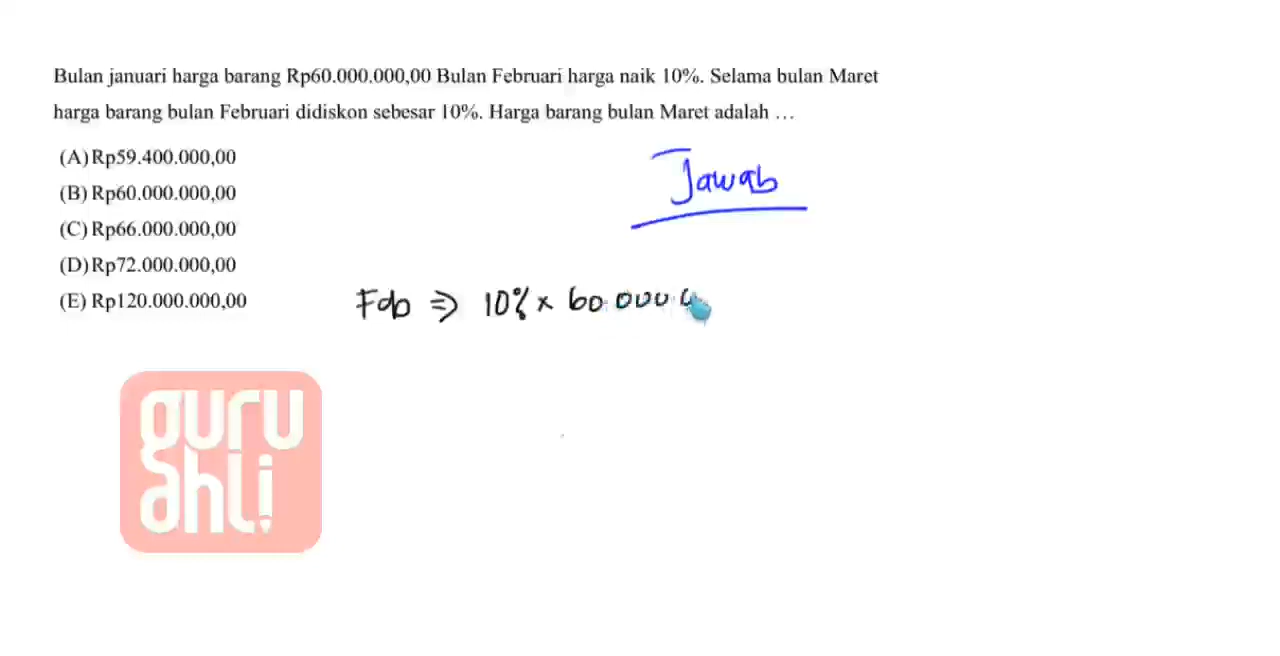 Bulan januari harga barang Rp60.000.000,00 Bulan Februari harga naik 10%. Selama bulan Maret
harga barang bulan Februari didiskon sebesar 10%. Harga barang bulan Maret adalah …
(A) Rp59.400.000,00
(B) Rp60.000.000,00
(C) Rp66.000.000,00
(D) Rp72.000.000,00
(E) Rp120.000.000,00
Jawab
Feb ⇒ 10% × 60.000.
guru
ahli